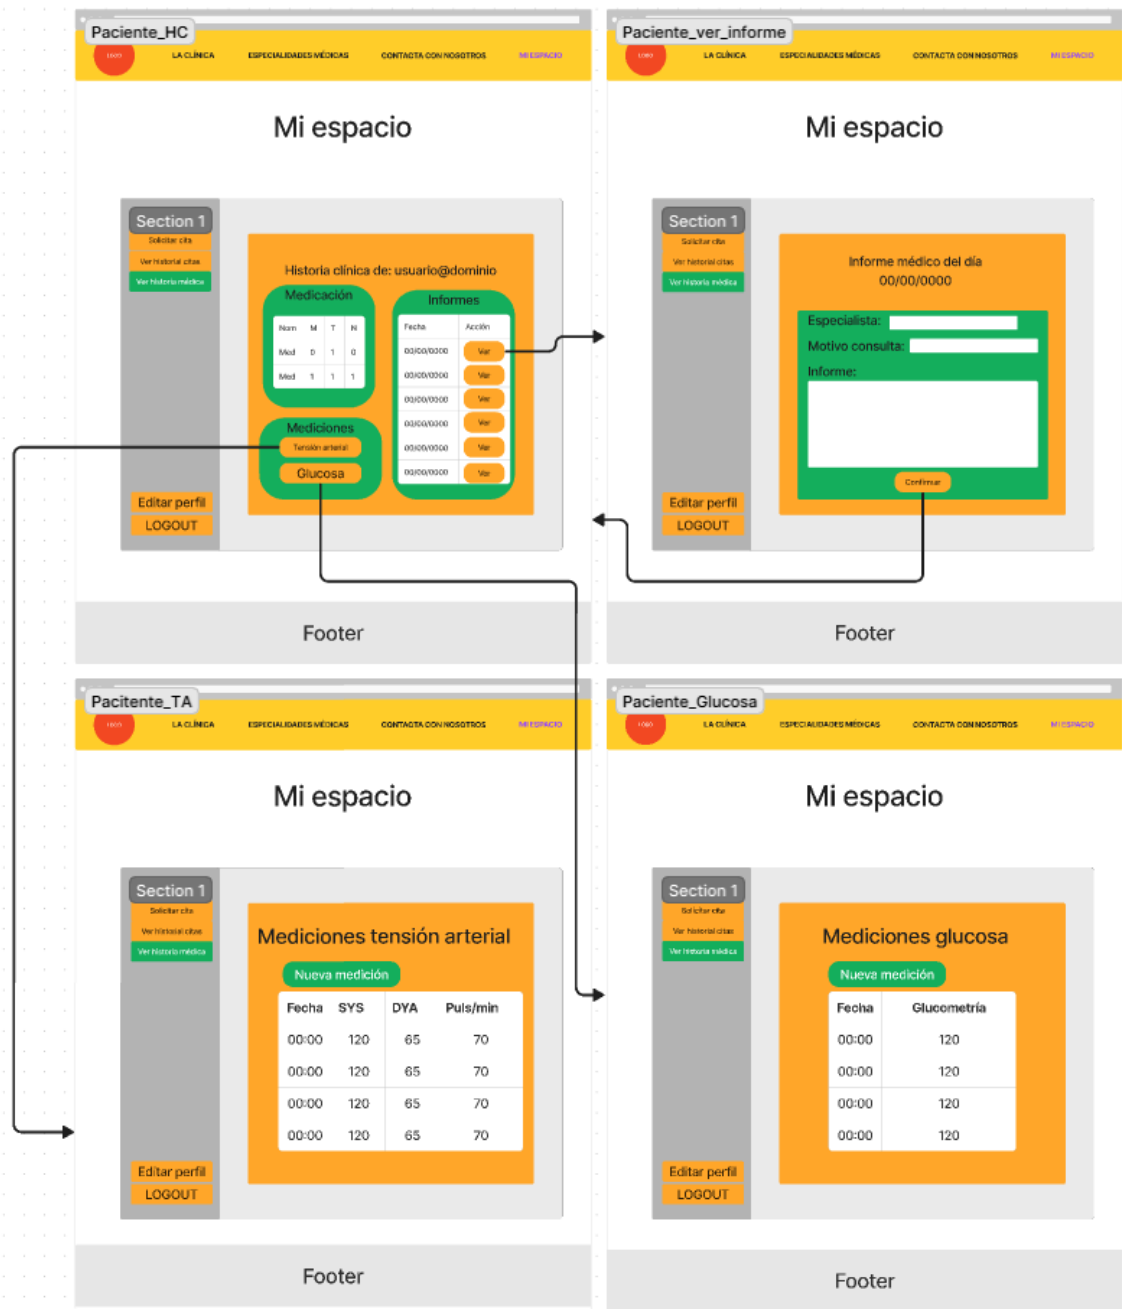 Paciente_HC
LOGO
LA CLÍNICA
ESPECIALIDADES MÉDICAS
CONTACTA CON NOSOTROS
MI ESPACIO
Mi espacio
Section 1
Solicitar cita
Ver historial citas
Ver historia médica
Editar perfil
LOGOUT
Historia clínica de: usuario@dominio
Medicación
Nom M T N
Med 0 1 0
Med 1 1 1
Mediciones
Tensión arterial
Glucosa
Informes
Fecha Acción
00/00/0000 Ver
00/00/0000 Ver
00/00/0000 Ver
00/00/0000 Ver
00/00/0000 Ver
00/00/0000 Ver
Footer
Paciente_ver_informe
LOGO
LA CLÍNICA
ESPECIALIDADES MÉDICAS
CONTACTA CON NOSOTROS
MI ESPACIO
Mi espacio
Section 1
Solicitar cita
Ver historial citas
Ver historia médica
Editar perfil
LOGOUT
Informe médico del día
00/00/0000
Especialista:
Motivo consulta:
Informe:
Confirmar
Footer
Pacitente_TA
LOGO
LA CLÍNICA
ESPECIALIDADES MÉDICAS
CONTACTA CON NOSOTROS
MI ESPACIO
Mi espacio
Section 1
Solicitar cita
Ver historial citas
Ver historia médica
Editar perfil
LOGOUT
Mediciones tensión arterial
Nueva medición
Fecha SYS DYA Puls/min
00:00 120 65 70
00:00 120 65 70
00:00 120 65 70
00:00 120 65 70
Footer
Paciente_Glucosa
LOGO
LA CLÍNICA
ESPECIALIDADES MÉDICAS
CONTACTA CON NOSOTROS
MI ESPACIO
Mi espacio
Section 1
Solicitar cita
Ver historial citas
Ver historia médica
Editar perfil
LOGOUT
Mediciones glucosa
Nueva medición
Fecha Glucometría
00:00 120
00:00 120
00:00 120
00:00 120
Footer